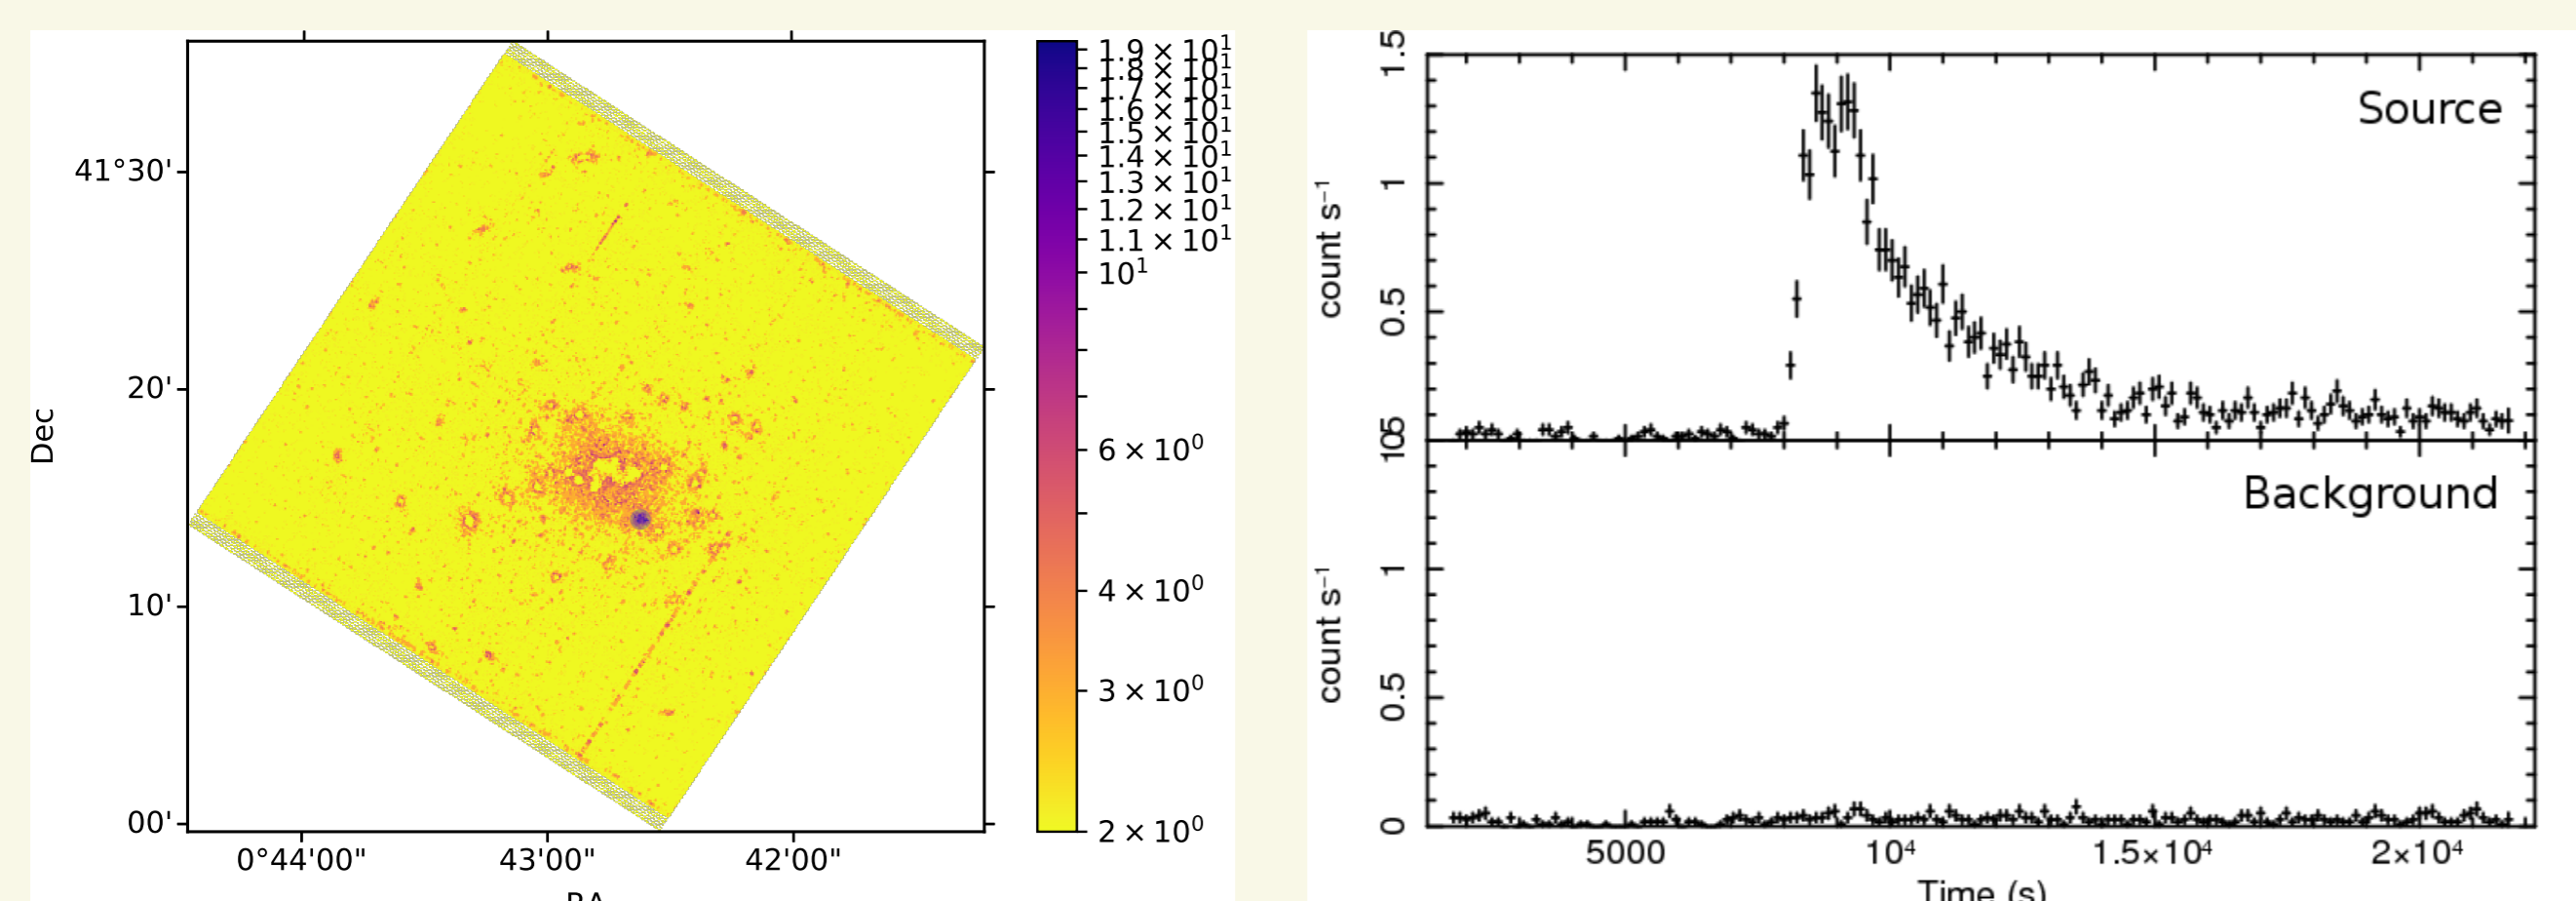 41°30'
20'
10'
00'
Dec
0°44'00"
43'00"
42'00"
1.9 × 10¹
1.8 × 10¹
1.7 × 10¹
1.6 × 10¹
1.5 × 10¹
1.4 × 10¹
1.3 × 10¹
1.2 × 10¹
1.1 × 10¹
10¹
6 × 10⁰
4 × 10⁰
3 × 10⁰
2 × 10⁰
Source
count s⁻¹
1.5
1
0.5
Background
count s⁻¹
1
0.5
0
5000
10⁴
1.5×10⁴
2×10⁴
Time (s)